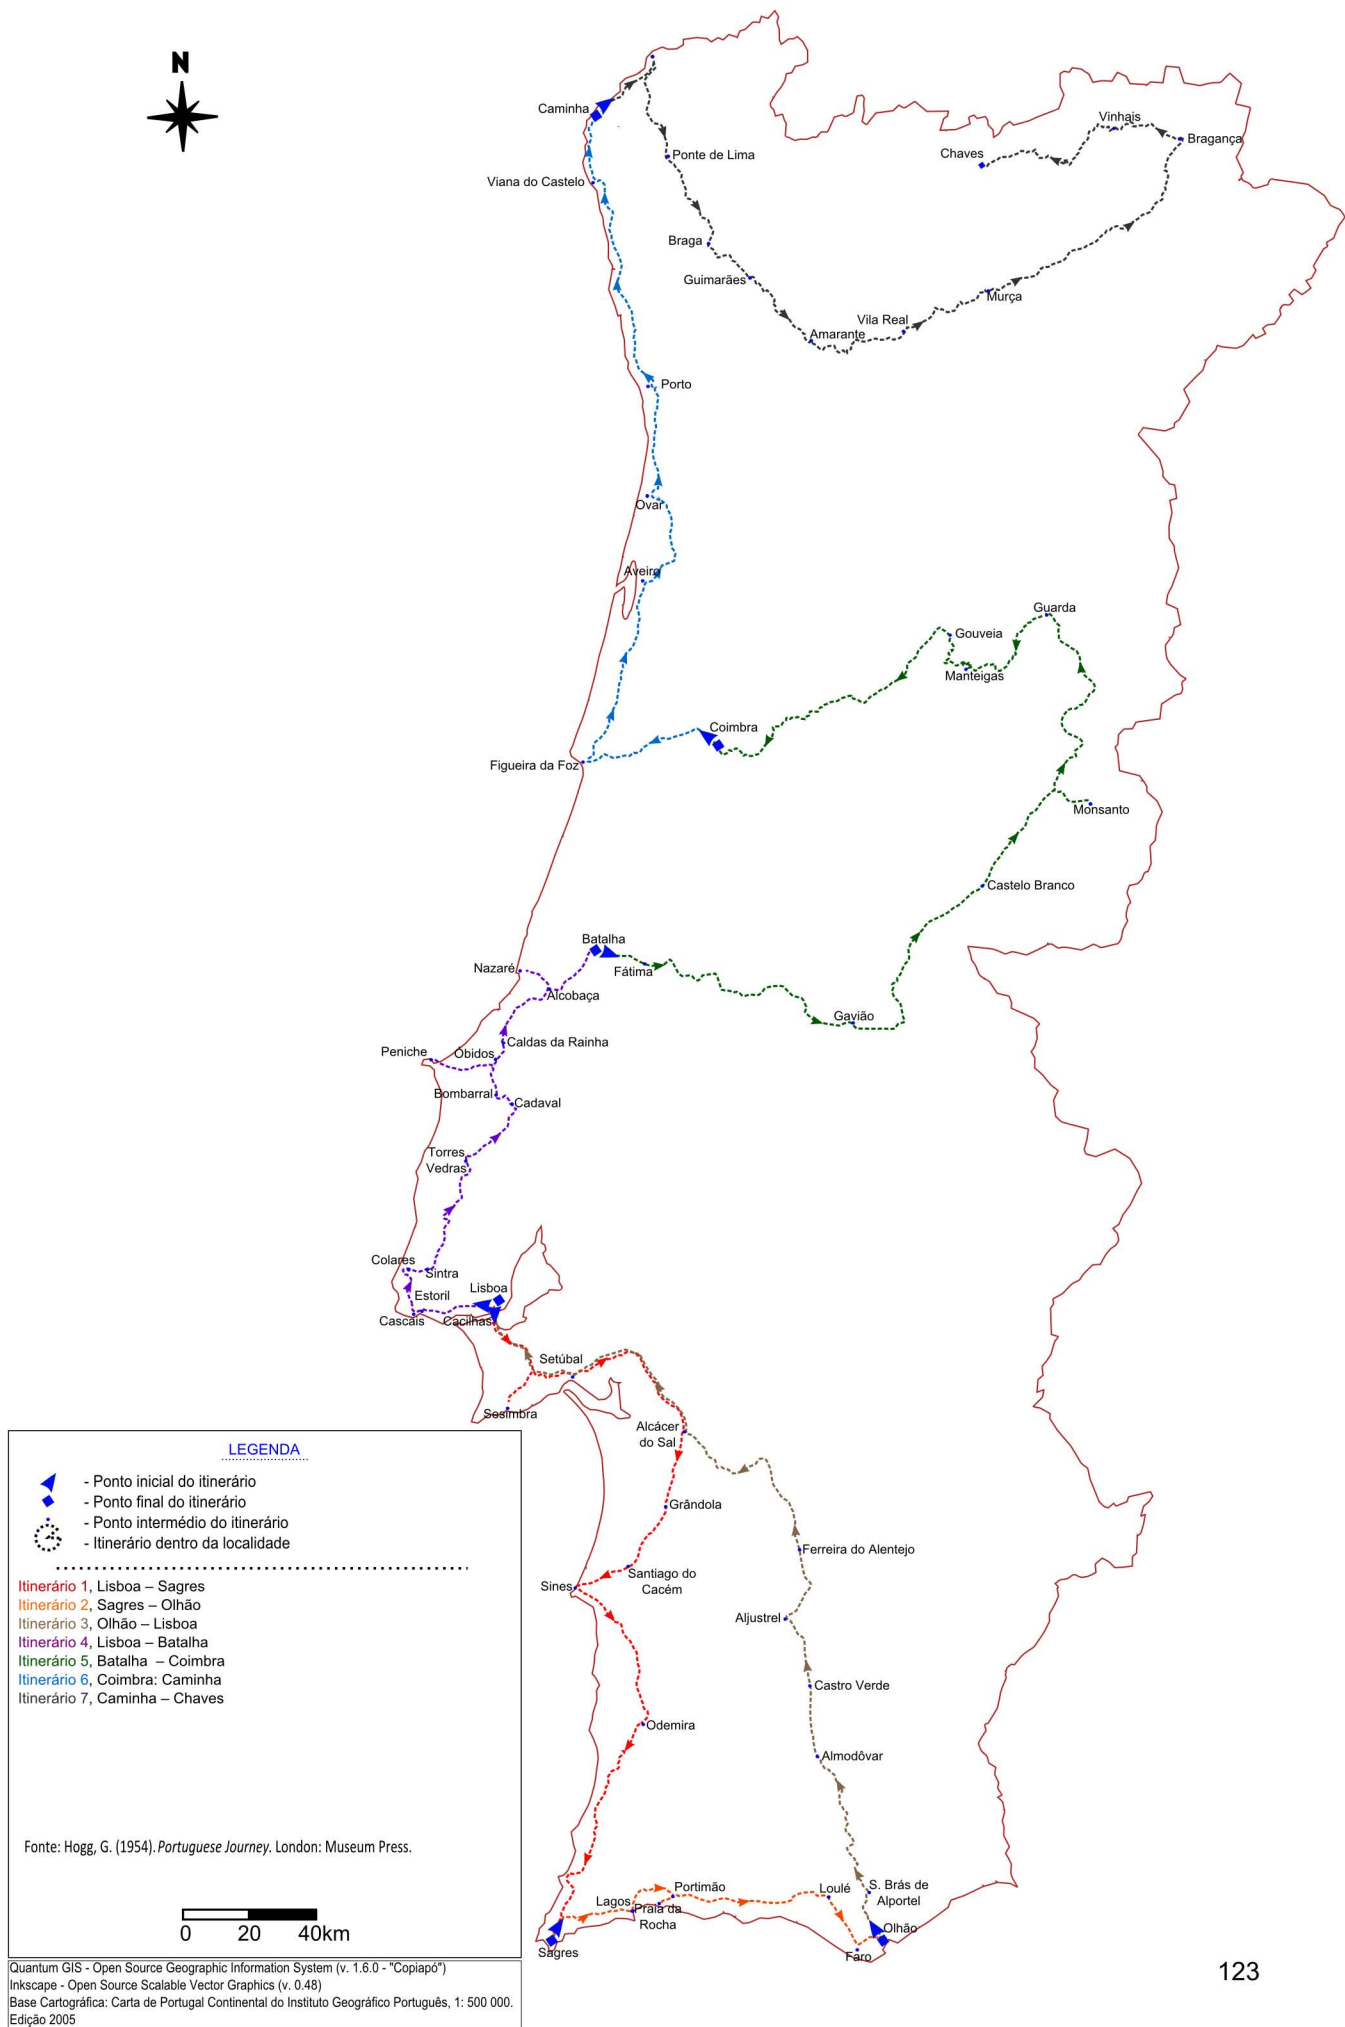 N
Caminha
Vinhais
Bragança
Chaves
Ponte de Lima
Viana do Castelo
Braga
Guimarães
Murça
Vila Real
Amarante
Porto
Ovar
Aveiro
Guarda
Gouveia
Manteigas
Coimbra
Figueira da Foz
Monsanto
Castelo Branco
Batalha
Nazaré
Fátima
Alcobaça
Gavião
Caldas da Rainha
Peniche
Óbidos
Bombarral
Cadaval
Torres
Vedras
Colares
Sintra
Lisboa
Estoril
Cascais
Cacilhas
Setúbal
Sesimbra
Alcácer
do Sal
Grândola
Ferreira do Alentejo
Santiago do
Cacém
Sines
Aljustrel
Castro Verde
Odemira
Almodôvar
Portimão
Loulé
S. Brás de
Alportel
Lagos
Praia da
Rocha
Olhão
Sagres
Faro
LEGENDA
- Ponto inicial do itinerário
- Ponto final do itinerário
- Ponto intermédio do itinerário
- Itinerário dentro da localidade
Itinerário 1, Lisboa – Sagres
Itinerário 2, Sagres – Olhão
Itinerário 3, Olhão – Lisboa
Itinerário 4, Lisboa – Batalha
Itinerário 5, Batalha – Coimbra
Itinerário 6, Coimbra: Caminha
Itinerário 7, Caminha – Chaves
Fonte: Hogg, G. (1954). Portuguese Journey. London: Museum Press.
0 20 40km
Quantum GIS - Open Source Geographic Information System (v. 1.6.0 - "Copiapó")
Inkscape - Open Source Scalable Vector Graphics (v. 0.48)
Base Cartográfica: Carta de Portugal Continental do Instituto Geográfico Português, 1: 500 000.
Edição 2005
123